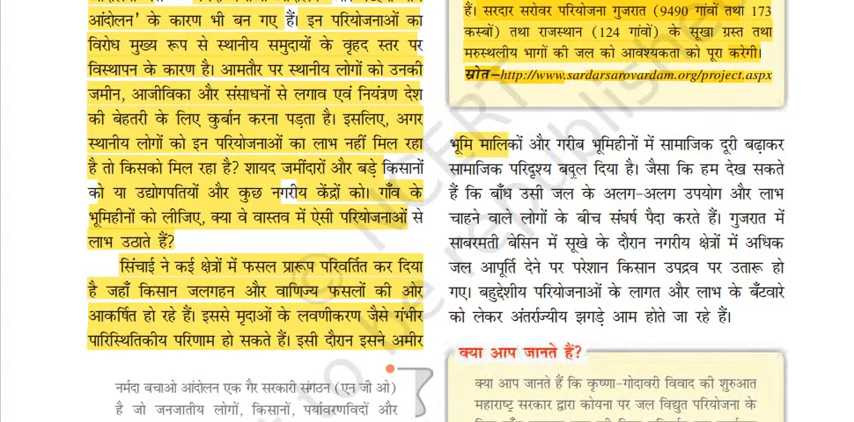 आंदोलन' के कारण भी बन गए हैं। इन परियोजनाओं का
विरोध मुख्य रूप से स्थानीय समुदायों के वृहद स्तर पर
विस्थापन के कारण है। आमतौर पर स्थानीय लोगों को उनकी
जमीन, आजीविका और संसाधनों से लगाव एवं नियंत्रण देश
की बेहतरी के लिए कुर्बान करना पड़ता है। इसलिए, अगर
स्थानीय लोगों को इन परियोजनाओं का लाभ नहीं मिल रहा
है तो किसको मिल रहा है? शायद जमींदारों और बड़े किसानों
को या उद्योगपतियों और कुछ नगरीय केंद्रों को। गाँव के
भूमिहीनों को लीजिए, क्या वे वास्तव में ऐसी परियोजनाओं से
लाभ उठाते हैं?
सिंचाई ने कई क्षेत्रों में फसल प्रारूप परिवर्तित कर दिया
है जहाँ किसान जलगहन और वाणिज्य फसलों की ओर
आकर्षित हो रहे हैं। इससे मृदाओं के लवणीकरण जैसे गंभीर
पारिस्थितिकीय परिणाम हो सकते हैं। इसी दौरान इसने अमीर
नर्मदा बचाओ आंदोलन एक गैर सरकारी संगठन (एन जी ओ)
है जो जनजातीय लोगों, किसानों, पर्यावरणविदों और
हैं। सरदार सरोवर परियोजना गुजरात (9490 गांवों तथा 173
कस्बों) तथा राजस्थान (124 गांवों) के सूखा ग्रस्त तथा
मरुस्थलीय भागों की जल को आवश्यकता को पूरा करेगी।
स्रोत–http://www.sardarsarovardam.org/project.aspx
भूमि मालिकों और गरीब भूमिहीनों में सामाजिक दूरी बढ़ाकर
सामाजिक परिदृश्य बदल दिया है। जैसा कि हम देख सकते
हैं कि बाँध उसी जल के अलग-अलग उपयोग और लाभ
चाहने वाले लोगों के बीच संघर्ष पैदा करते हैं। गुजरात में
साबरमती बेसिन में सूखे के दौरान नगरीय क्षेत्रों में अधिक
जल आपूर्ति देने पर परेशान किसान उपद्रव पर उतारू हो
गए। बहुद्देशीय परियोजनाओं के लागत और लाभ के बँटवारे
को लेकर अंतर्राज्यीय झगड़े आम होते जा रहे हैं।
क्या आप जानते हैं?
क्या आप जानते हैं कि कृष्णा-गोदावरी विवाद की शुरुआत
महाराष्ट्र सरकार द्वारा कोयना पर जल विद्युत परियोजना के
© NCERT
to be republished